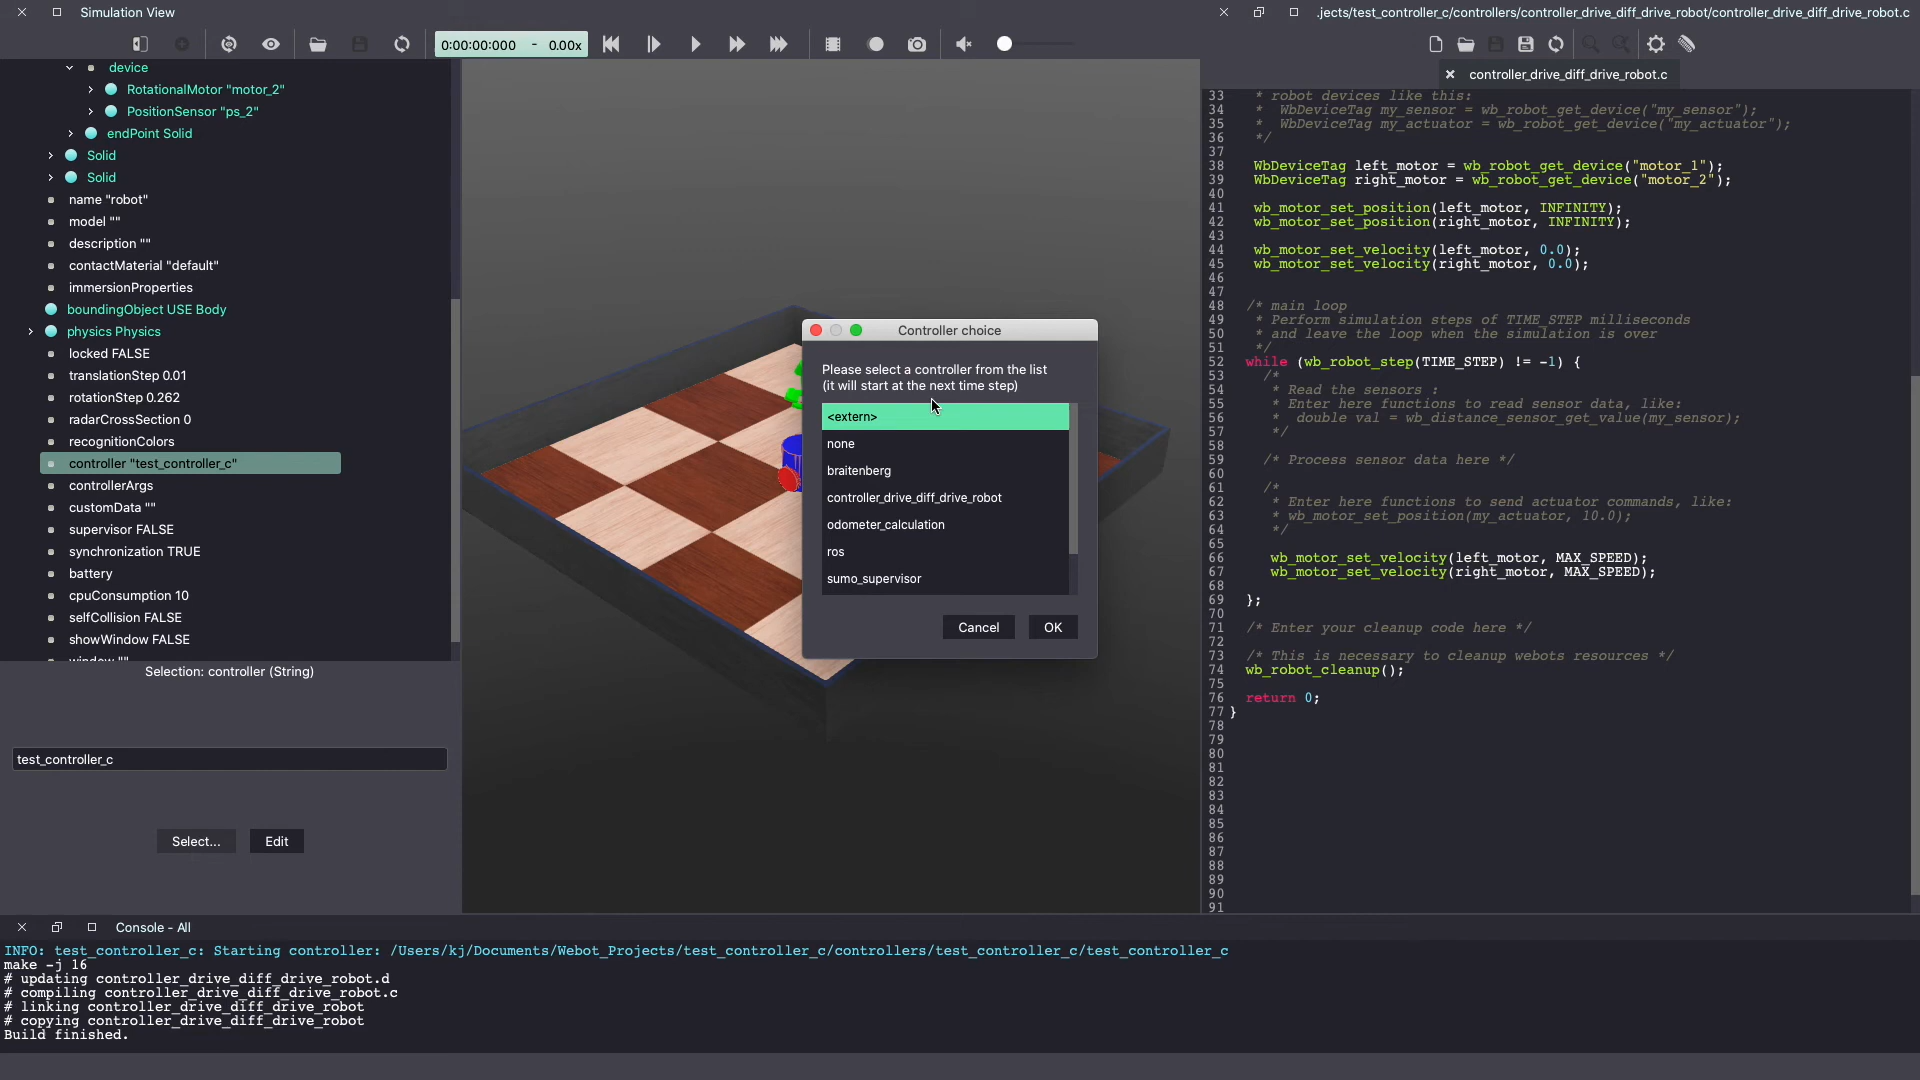 Simulation View
.jects/test_controller_c/controllers/controller_drive_diff_drive_robot/controller_drive_diff_drive_robot.c
0:00:00:000 - 0.00x
controller_drive_diff_drive_robot.c
device
RotationalMotor "motor_2"
PositionSensor "ps_2"
endPoint Solid
Solid
Solid
name "robot"
model ""
description ""
contactMaterial "default"
immersionProperties
boundingObject USE Body
physics Physics
locked FALSE
translationStep 0.01
rotationStep 0.262
radarCrossSection 0
recognitionColors
controller "test_controller_c"
controllerArgs
customData ""
supervisor FALSE
synchronization TRUE
battery
cpuConsumption 10
selfCollision FALSE
showWindow FALSE
window ""
Selection: controller (String)
test_controller_c
Select...
Edit
Controller choice
Please select a controller from the list
(it will start at the next time step)
<extern>
none
braitenberg
controller_drive_diff_drive_robot
odometer_calculation
ros
sumo_supervisor
Cancel
OK
33 * robot devices like this:
34 * WbDeviceTag my_sensor = wb_robot_get_device("my_sensor");
35 * WbDeviceTag my_actuator = wb_robot_get_device("my_actuator");
36 */
37
38 WbDeviceTag left_motor = wb_robot_get_device("motor_1");
39 WbDeviceTag right_motor = wb_robot_get_device("motor_2");
40
41 wb_motor_set_position(left_motor, INFINITY);
42 wb_motor_set_position(right_motor, INFINITY);
43
44 wb_motor_set_velocity(left_motor, 0.0);
45 wb_motor_set_velocity(right_motor, 0.0);
46
47
48 /* main loop
49 * Perform simulation steps of TIME_STEP milliseconds
50 * and leave the loop when the simulation is over
51 */
52 while (wb_robot_step(TIME_STEP) != -1) {
53 /*
54 * Read the sensors :
55 * Enter here functions to read sensor data, like:
56 * double val = wb_distance_sensor_get_value(my_sensor);
57 */
58
59 /* Process sensor data here */
60
61 /*
62 * Enter here functions to send actuator commands, like:
63 * wb_motor_set_position(my_actuator, 10.0);
64 */
65
66 wb_motor_set_velocity(left_motor, MAX_SPEED);
67 wb_motor_set_velocity(right_motor, MAX_SPEED);
68
69 };
70
71 /* Enter your cleanup code here */
72
73 /* This is necessary to cleanup webots resources */
74 wb_robot_cleanup();
75
76 return 0;
77 }
78
79
80
81
82
83
84
85
86
87
88
89
90
91
Console - All
INFO: test_controller_c: Starting controller: /Users/kj/Documents/Webot_Projects/test_controller_c/controllers/test_controller_c/test_controller_c
make -j 16
# updating controller_drive_diff_drive_robot.d
# compiling controller_drive_diff_drive_robot.c
# linking controller_drive_diff_drive_robot
# copying controller_drive_diff_drive_robot
Build finished.